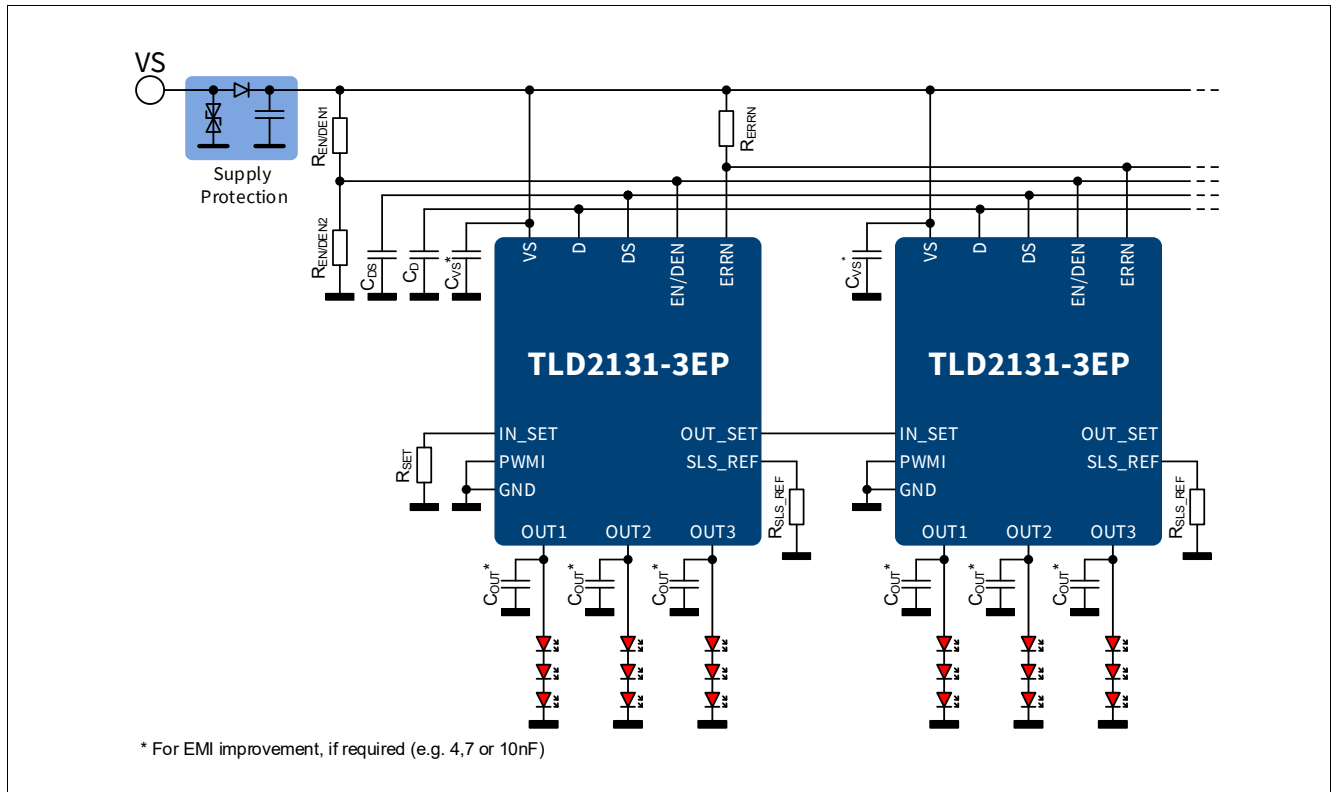 VS
Supply
Protection
REN/DEN1
REN/DEN2
CDS
CD
CVS*
RERRN
CVS*
VS
D
DS
EN/DEN
ERRN
VS
D
DS
EN/DEN
ERRN
TLD2131-3EP
TLD2131-3EP
RSET
IN_SET
PWMI
GND
OUT_SET
SLS_REF
RSLS_REF
IN_SET
PWMI
GND
OUT_SET
SLS_REF
RSLS_REF
OUT1
OUT2
OUT3
OUT1
OUT2
OUT3
COUT*
COUT*
COUT*
COUT*
COUT*
COUT*
* For EMI improvement, if required (e.g. 4,7 or 10nF)